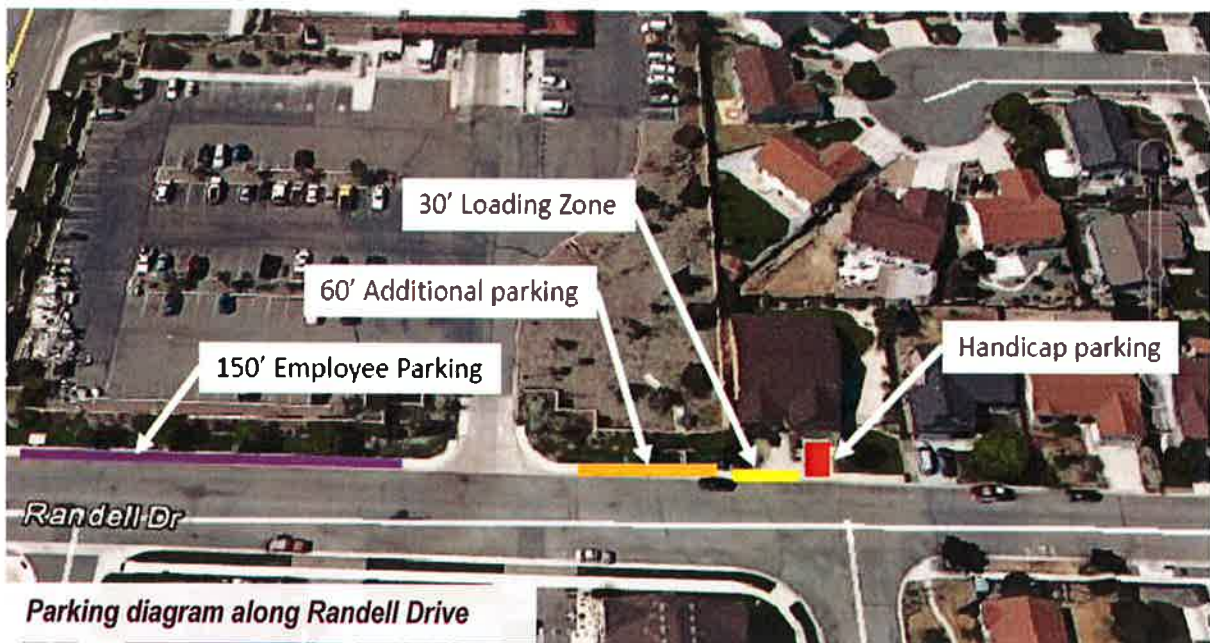 30' Loading Zone
60' Additional parking
Handicap parking
150' Employee Parking
Randell Dr
Parking diagram along Randell Drive